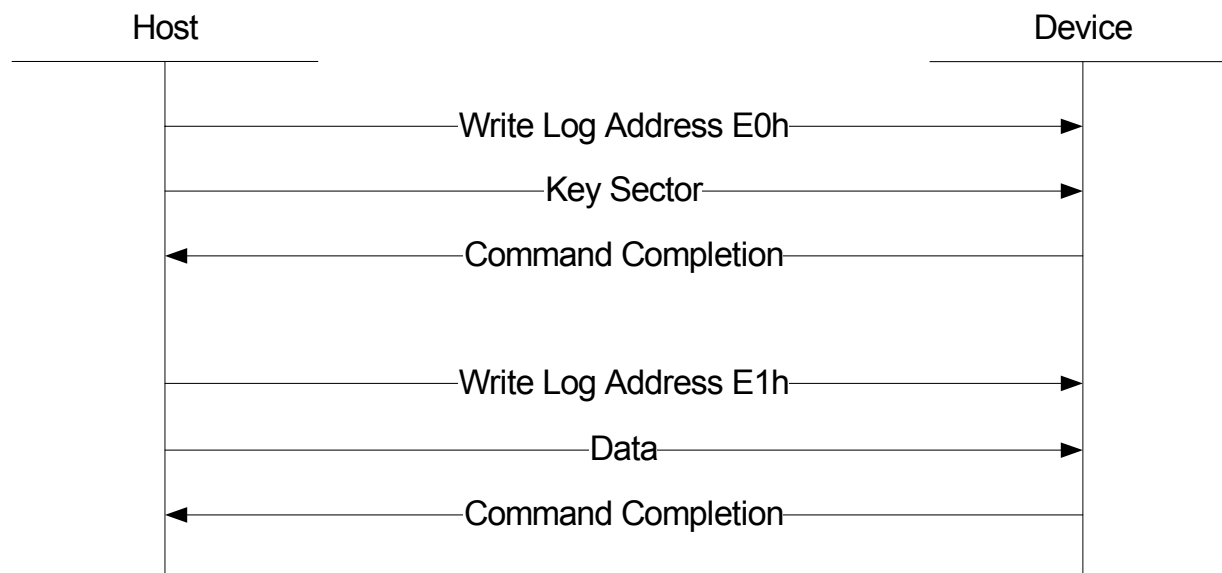 Host
Device
Write Log Address E0h
Key Sector
Command Completion
Write Log Address E1h
Data
Command Completion